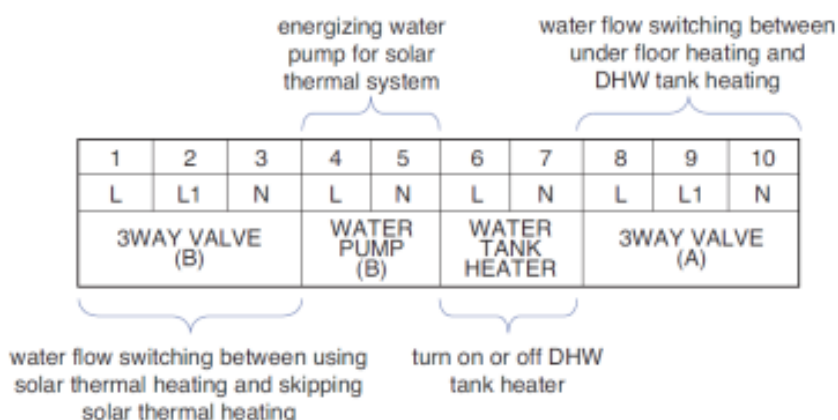 energizing water
pump for solar
thermal system
water flow switching between
under floor heating and
DHW tank heating
1 2 3 4 5 6 7 8 9 10
L L1 N L N L N L L1 N
3WAY VALVE
(B)
WATER
PUMP
(B)
WATER
TANK
HEATER
3WAY VALVE
(A)
water flow switching between using
solar thermal heating and skipping
solar thermal heating
turn on or off DHW
tank heater